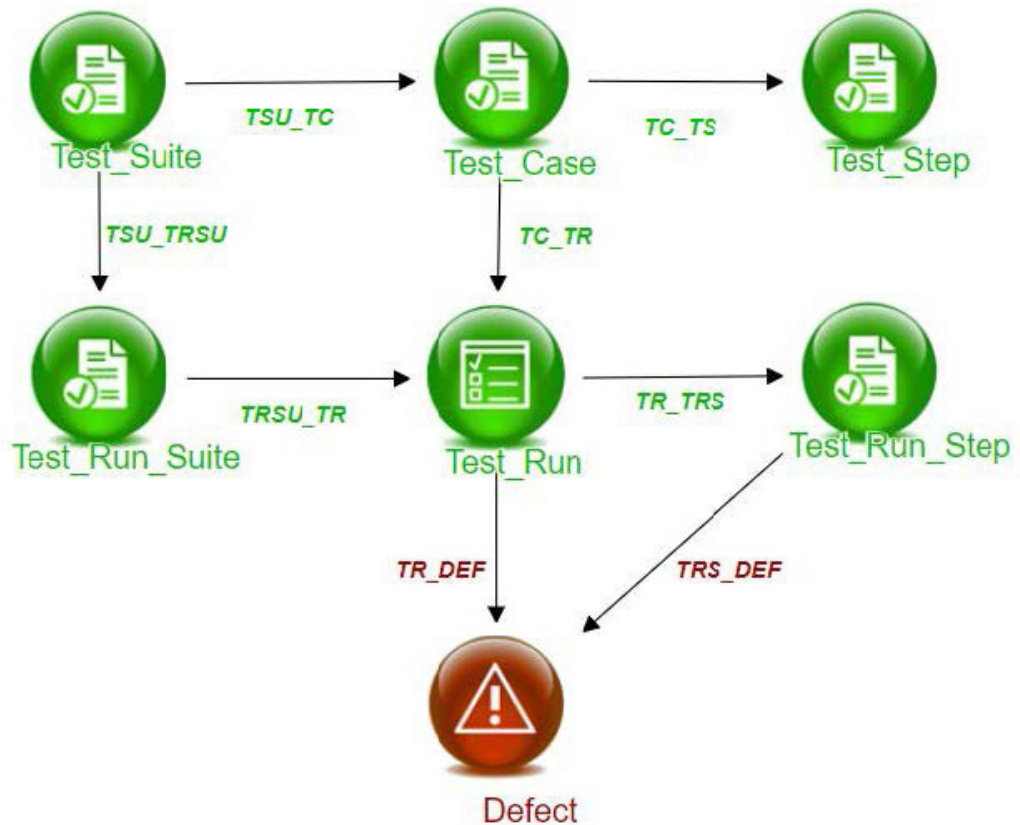 TSU_TC
TC_TS
Test_Suite
Test_Case
Test_Step
TSU_TRSU
TC_TR
TRSU_TR
TR_TRS
Test_Run_Suite
Test_Run
Test_Run_Step
TR_DEF
TRS_DEF
Defect